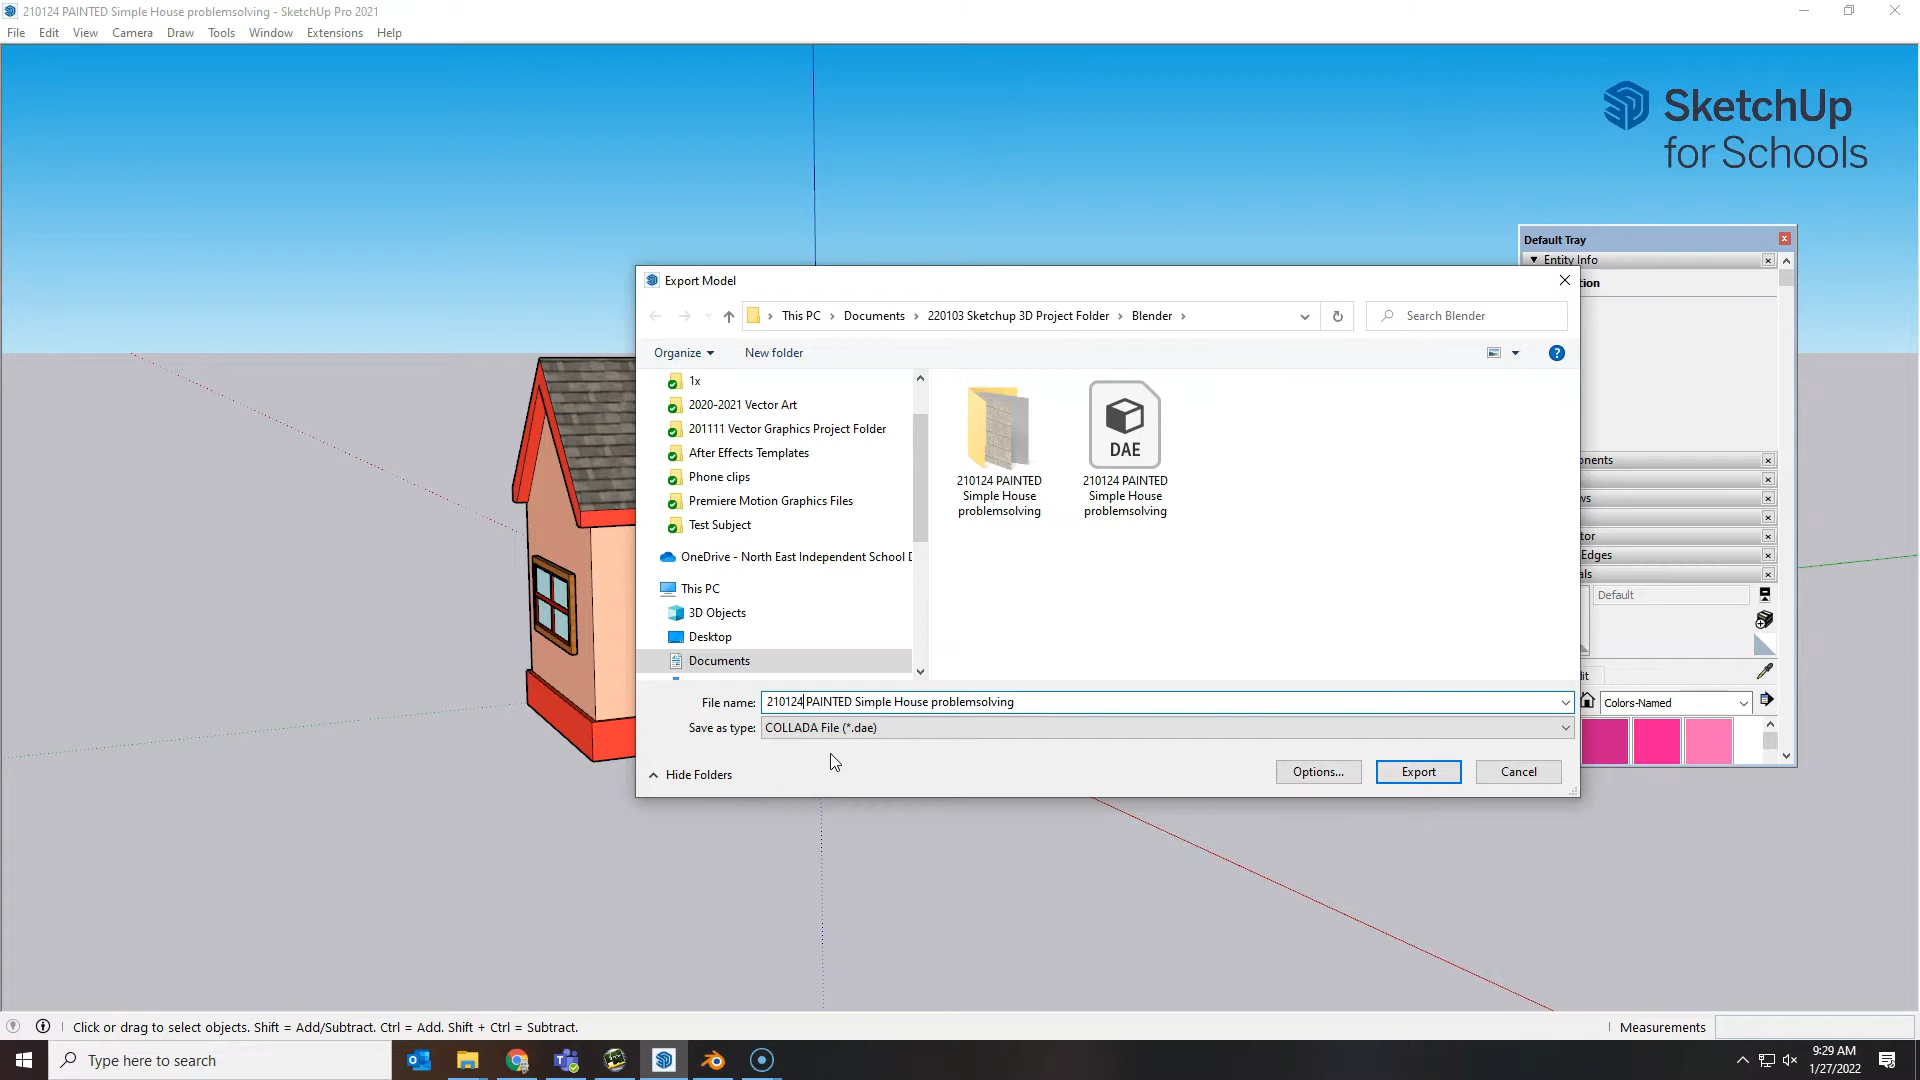 210124 PAINTED Simple House problemsolving - SketchUp Pro 2021
File Edit View Camera Draw Tools Window Extensions Help
SketchUp
for Schools
Default Tray
Entity Info
Export Model
This PC > Documents > 220103 Sketchup 3D Project Folder > Blender >
Search Blender
Organize
New folder
1x
2020-2021 Vector Art
201111 Vector Graphics Project Folder
After Effects Templates
Phone clips
Premiere Motion Graphics Files
Test Subject
OneDrive - North East Independent School D
This PC
3D Objects
Desktop
Documents
210124 PAINTED
Simple House
problemsolving
DAE
210124 PAINTED
Simple House
problemsolving
File name: 210124 PAINTED Simple House problemsolving
Save as type: COLLADA File (*.dae)
Hide Folders
Options...
Export
Cancel
tion
onents
ws
tor
Edges
als
Default
dit
Colors-Named
Click or drag to select objects. Shift = Add/Subtract. Ctrl = Add. Shift + Ctrl = Subtract.
Measurements
Type here to search
9:29 AM
1/27/2022